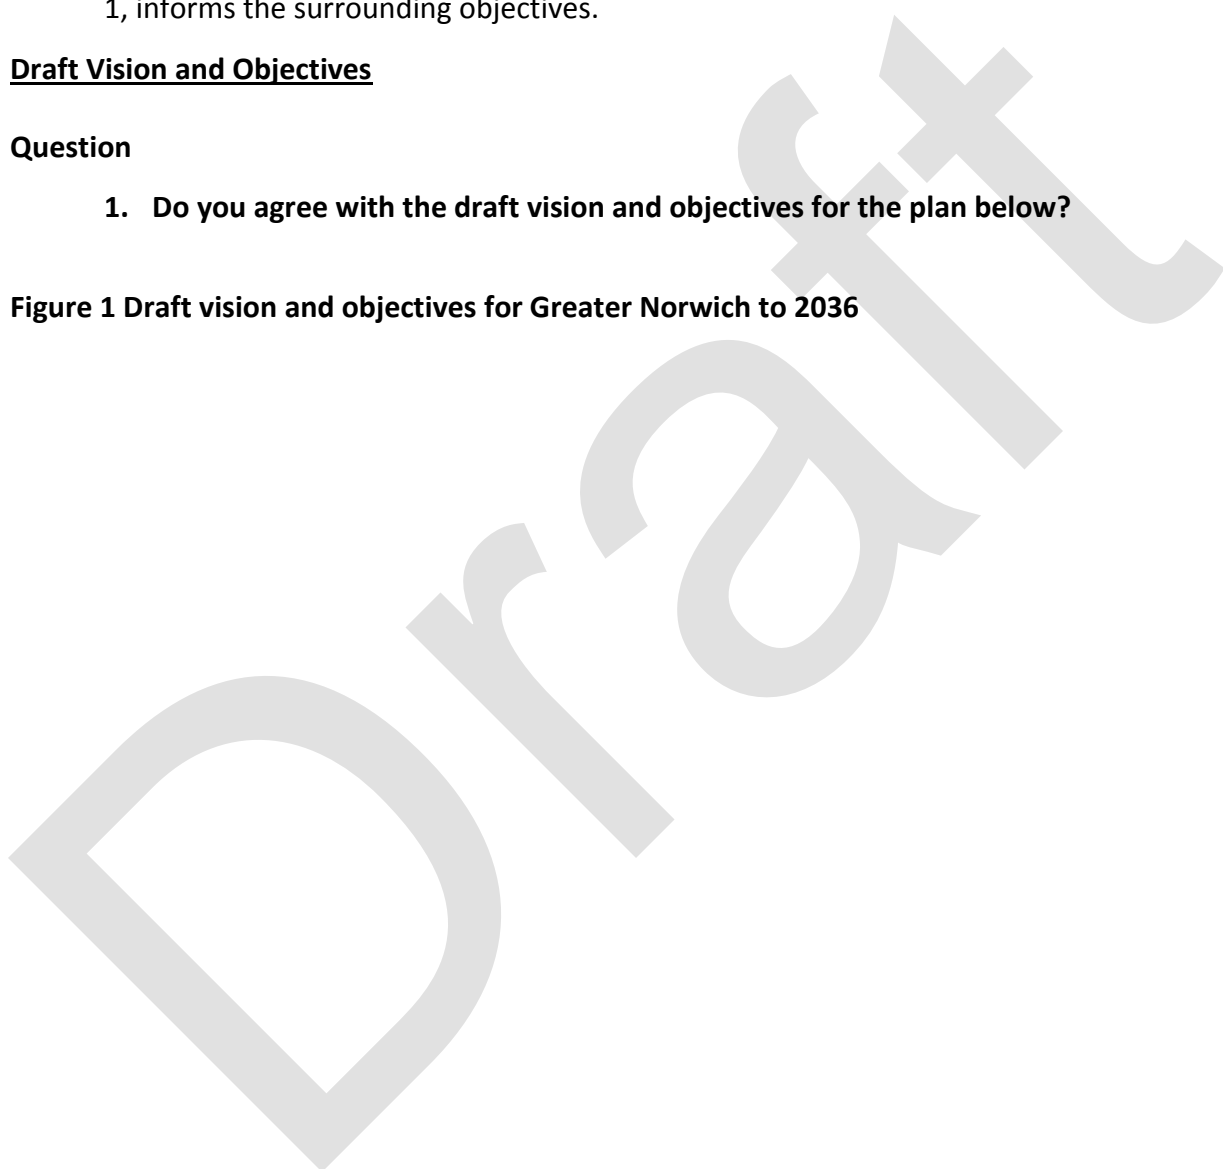 1, informs the surrounding objectives.
Draft Vision and Objectives
Question
1. Do you agree with the draft vision and objectives for the plan below?
Figure 1 Draft vision and objectives for Greater Norwich to 2036
Draft